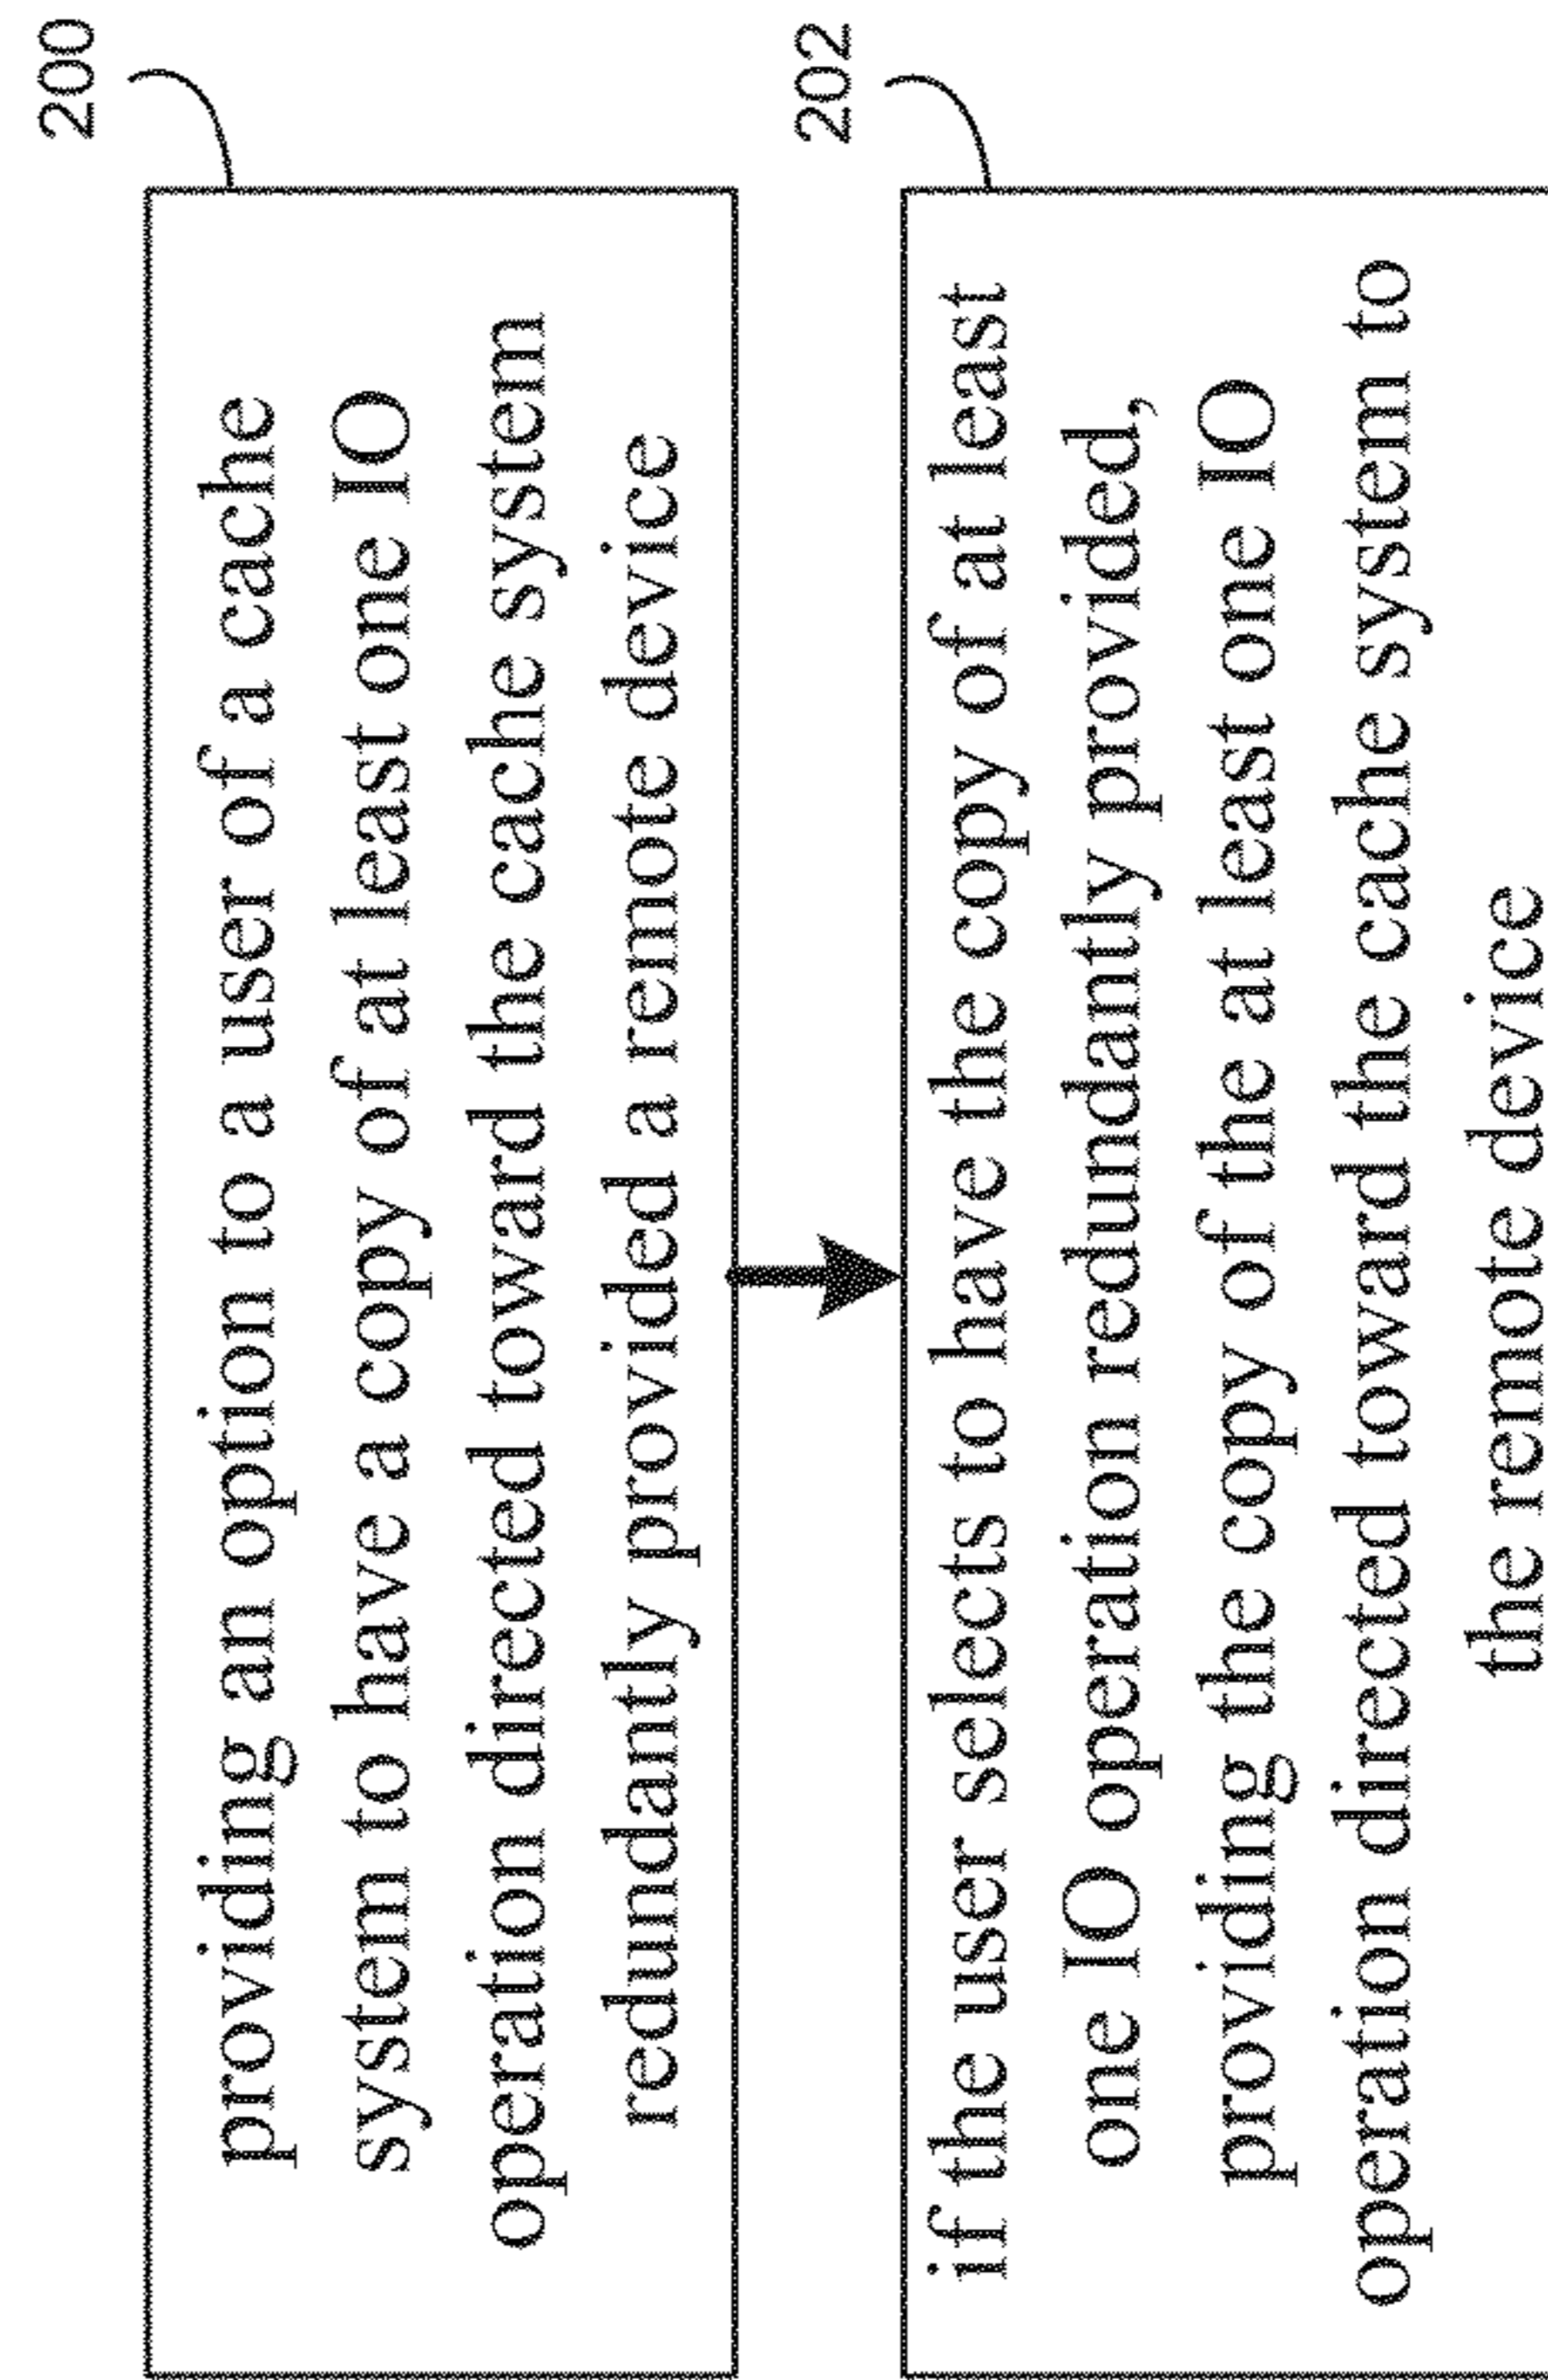 200
providing an option to a user of a cache
system to have a copy of at least one IO
operation directed toward the cache system
redundantly provided a remote device
202
if the user selects to have the copy of at least
one IO operation redundantly provided,
providing the copy of the at least one IO
operation directed toward the cache system to
the remote device